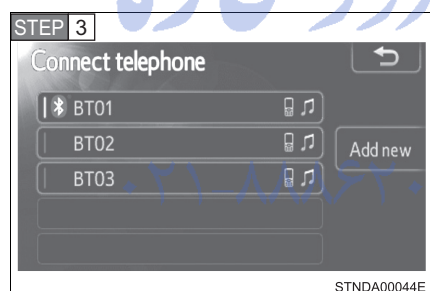 STEP 3
Connect telephone
BT01
BT02
Add new
BT03
STNDA00044E